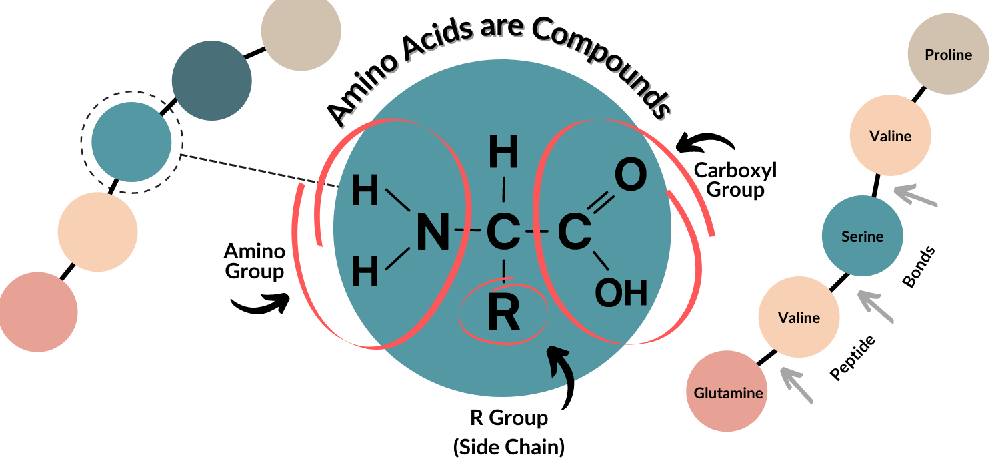 Amino Acids are Compounds
H
H
O
H
N
C
C
H
OH
R
Amino
Group
Carboxyl
Group
R Group
(Side Chain)
Proline
Valine
Serine
Valine
Glutamine
Peptide
Bonds